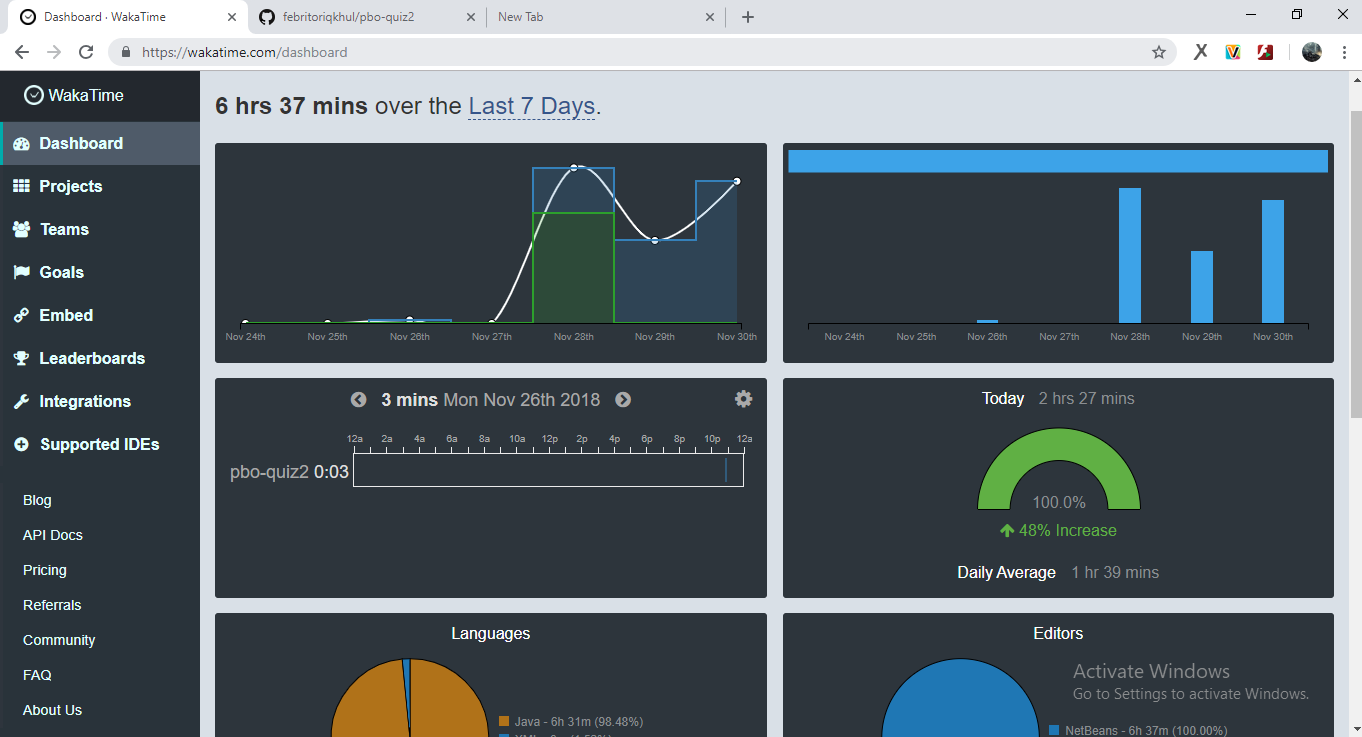 Dashboard · WakaTime
febritoriqkhul/pbo-quiz2
New Tab
https://wakatime.com/dashboard
WakaTime
Dashboard
Projects
Teams
Goals
Embed
Leaderboards
Integrations
Supported IDEs
Blog
API Docs
Pricing
Referrals
Community
FAQ
About Us
6 hrs 37 mins over the Last 7 Days.
Nov 24th Nov 25th Nov 26th Nov 27th Nov 28th Nov 29th Nov 30th
Nov 24th Nov 25th Nov 26th Nov 27th Nov 28th Nov 29th Nov 30th
3 mins Mon Nov 26th 2018
12a 2a 4a 6a 8a 10a 12p 2p 4p 6p 8p 10p 12a
pbo-quiz2 0:03
Today 2 hrs 27 mins
100.0%
48% Increase
Daily Average 1 hr 39 mins
Languages
Java - 6h 31m (98.48%)
Editors
NetBeans - 6h 37m (100.00%)
Activate Windows
Go to Settings to activate Windows.